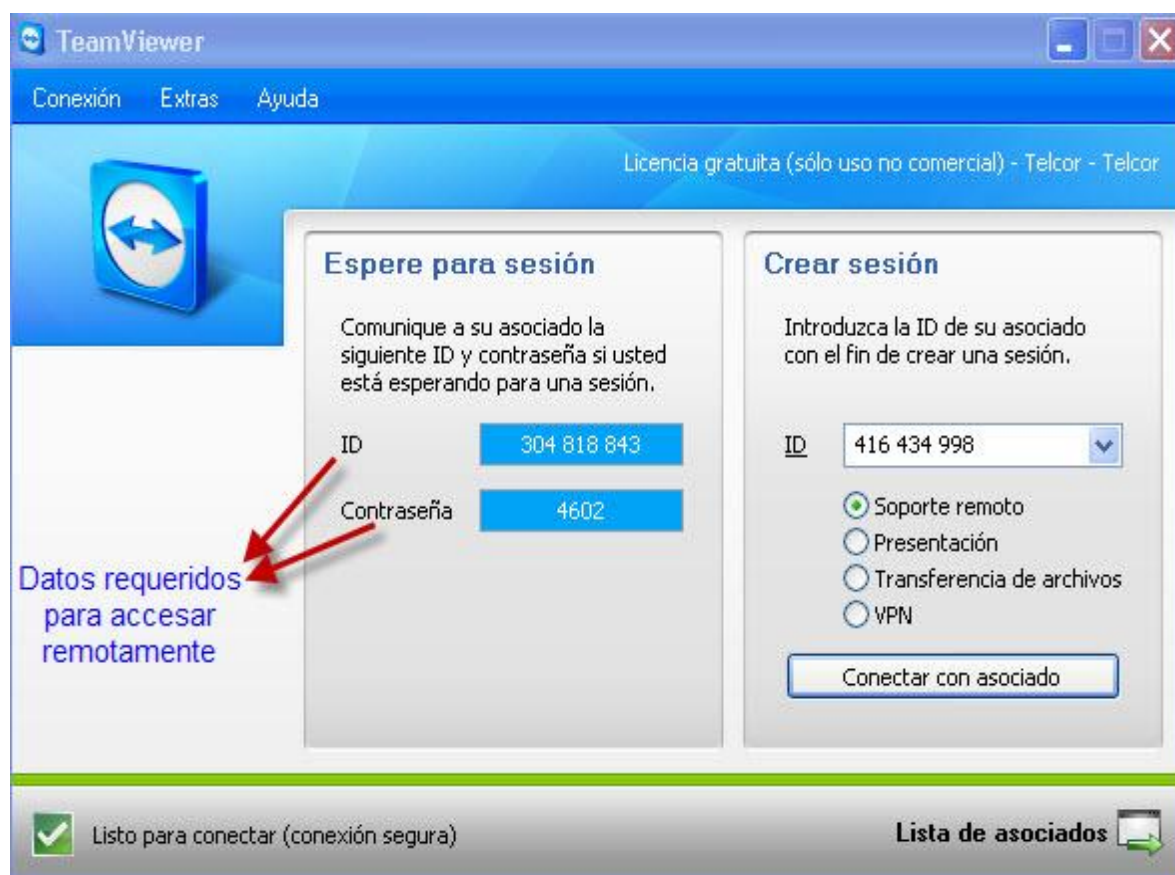 TeamViewer
Conexión Extras Ayuda
Licencia gratuita (sólo uso no comercial) - Telcor - Telcor
Espere para sesión
Comunique a su asociado la
siguiente ID y contraseña si usted
está esperando para una sesión.
ID 304 818 843
Contraseña 4602
Datos requeridos
para accesar
remotamente
Crear sesión
Introduzca la ID de su asociado
con el fin de crear una sesión.
ID 416 434 998
Soporte remoto
Presentación
Transferencia de archivos
VPN
Conectar con asociado
Listo para conectar (conexión segura)
Lista de asociados